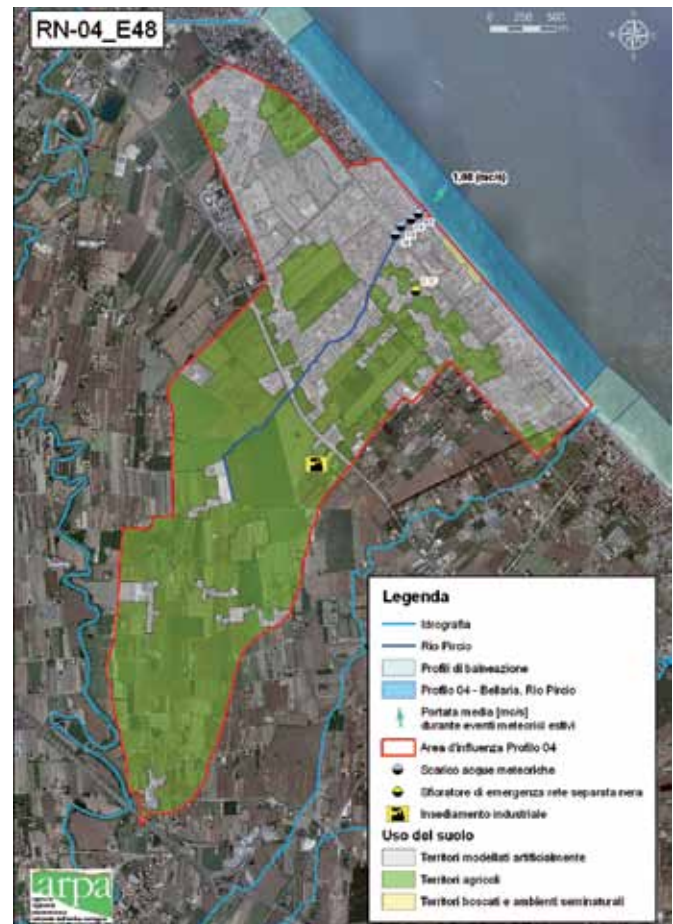 RN-04_E48
0 250 500
m
N
1,08 (mc/s)
Legenda
Idrografia
Rio Pircio
Profili di balneazione
Profilo 04 - Bellaria, Rio Pircio
Portata media [mc/s]
durante eventi meteorici estivi
Area d'influenza Profilo 04
Scarico acque meteoriche
Sfioratore di emergenza rete separata nera
Insediamento industriale
Uso del suolo
Territori modellati artificialmente
Territori agricoli
Territori boscati e ambienti seminaturali
arpa